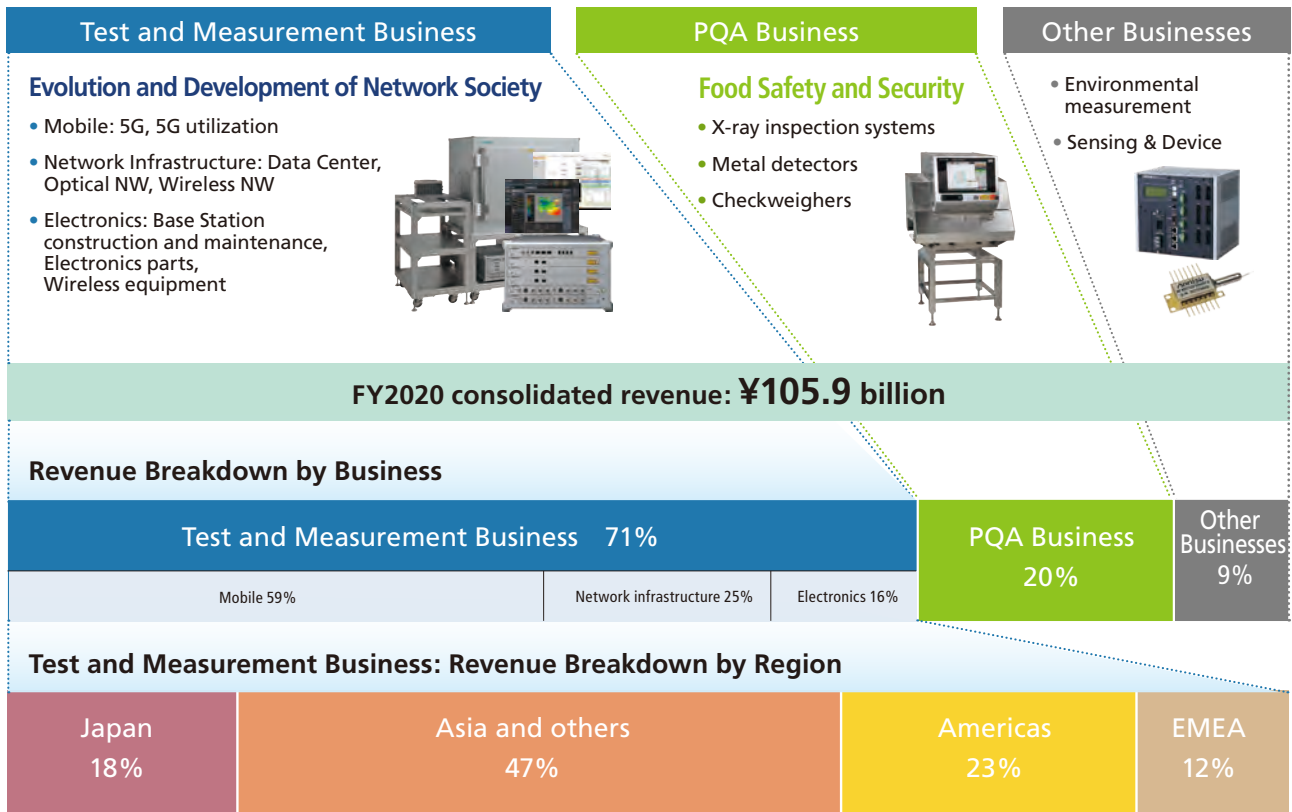 Test and Measurement Business
PQA Business
Other Businesses
Evolution and Development of Network Society
• Mobile: 5G, 5G utilization
• Network Infrastructure: Data Center,
Optical NW, Wireless NW
• Electronics: Base Station
construction and maintenance,
Electronics parts,
Wireless equipment
Food Safety and Security
• X-ray inspection systems
• Metal detectors
• Checkweighers
• Environmental
measurement
• Sensing & Device
FY2020 consolidated revenue: ¥105.9 billion
Revenue Breakdown by Business
Test and Measurement Business 71%
Mobile 59%
Network infrastructure 25%
Electronics 16%
PQA Business
20%
Other
Businesses
9%
Test and Measurement Business: Revenue Breakdown by Region
Japan
18%
Asia and others
47%
Americas
23%
EMEA
12%